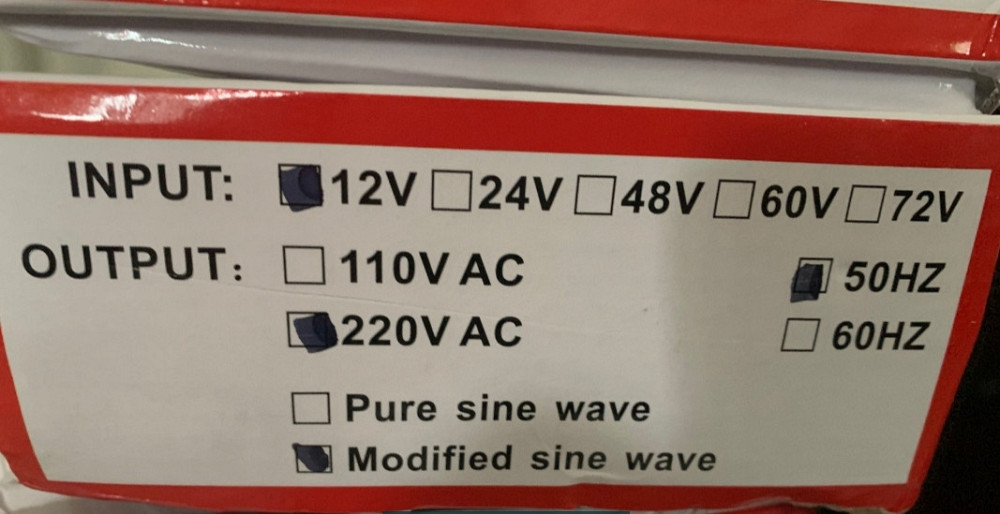 INPUT: 12V 24V 48V 60V 72V
OUTPUT: 110V AC 50HZ
220V AC 60HZ
Pure sine wave
Modified sine wave